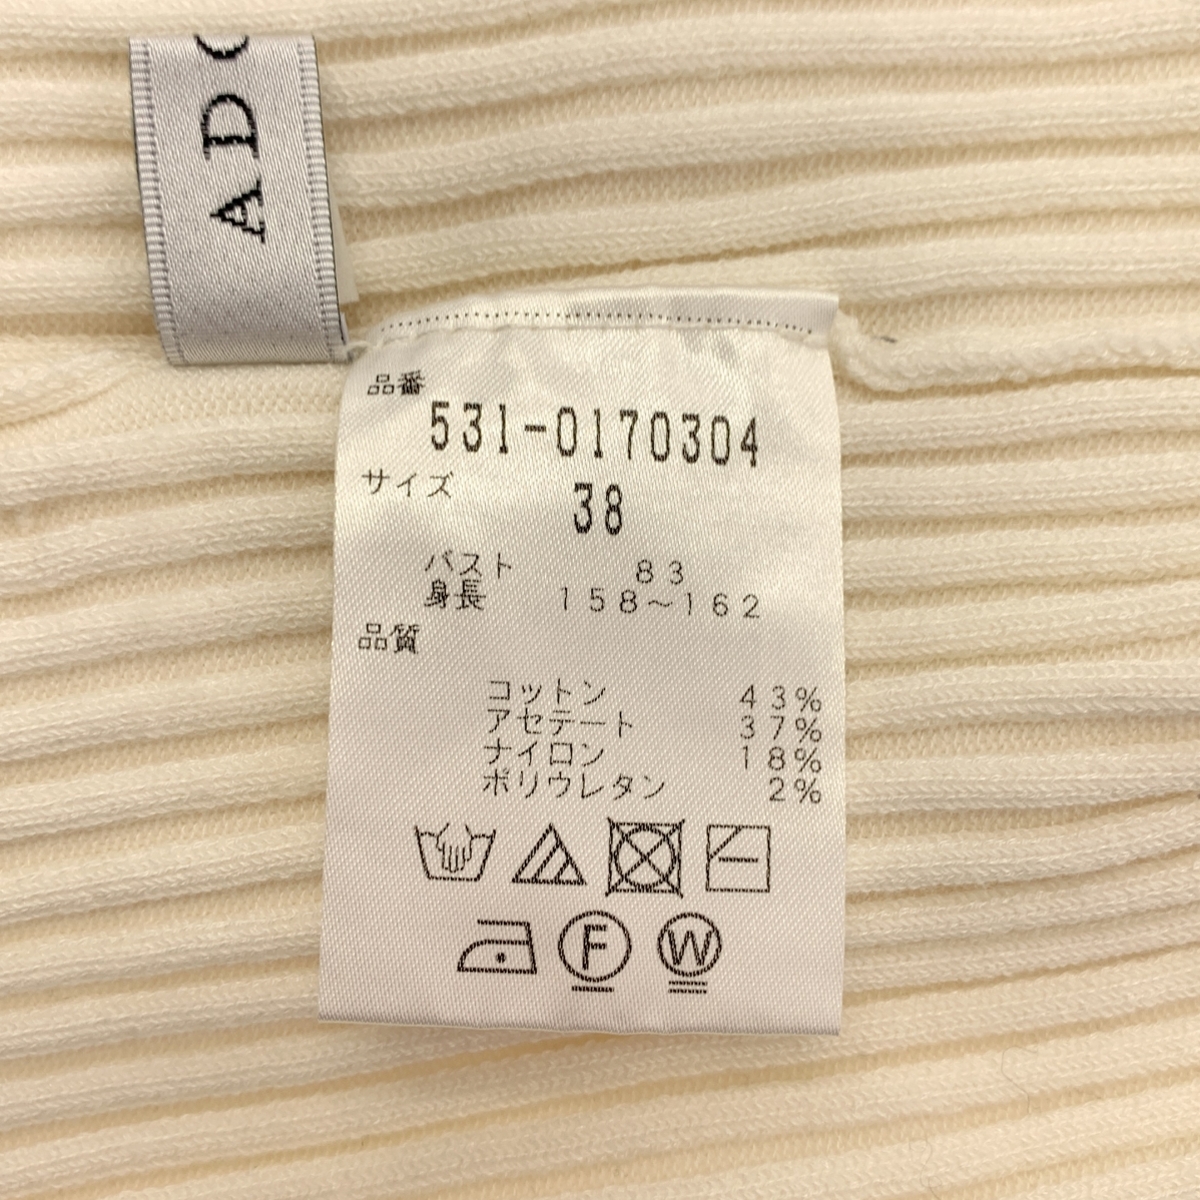 ADO
品番
531-0170304
サイズ 38
バスト 83
身長 158～162
品質
コットン 43%
アセテート 37%
ナイロン 18%
ポリウレタン 2%
F W